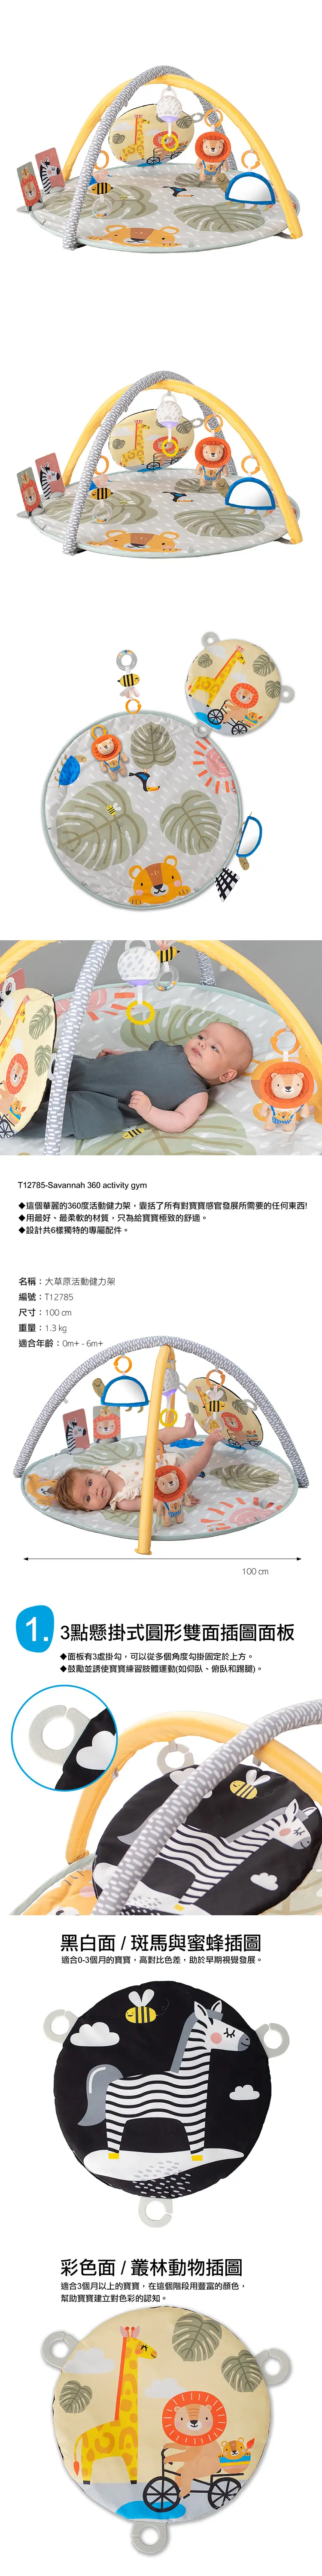 T12785-Savannah 360 activity gym
◆這個華麗的360度活動健力架，囊括了所有對寶寶感官發展所需要的任何東西!
◆用最好、最柔軟的材質，只為給寶寶極致的舒適。
◆設計共6樣獨特的專屬配件。
名稱：大草原活動健力架
編號：T12785
尺寸：100 cm
重量：1.3 kg
適合年齡：0m+ - 6m+
100 cm
1. 3點懸掛式圓形雙面插圖面板
◆面板有3處掛勾，可以從多個角度勾掛固定於上方。
◆鼓勵並誘使寶寶練習肢體運動(如仰臥、俯臥和踢腿)。
黑白面 / 斑馬與蜜蜂插圖
適合0-3個月的寶寶，高對比色差，助於早期視覺發展。
彩色面 / 叢林動物插圖
適合3個月以上的寶寶，在這個階段用豐富的顏色，
幫助寶寶建立對色彩的認知。